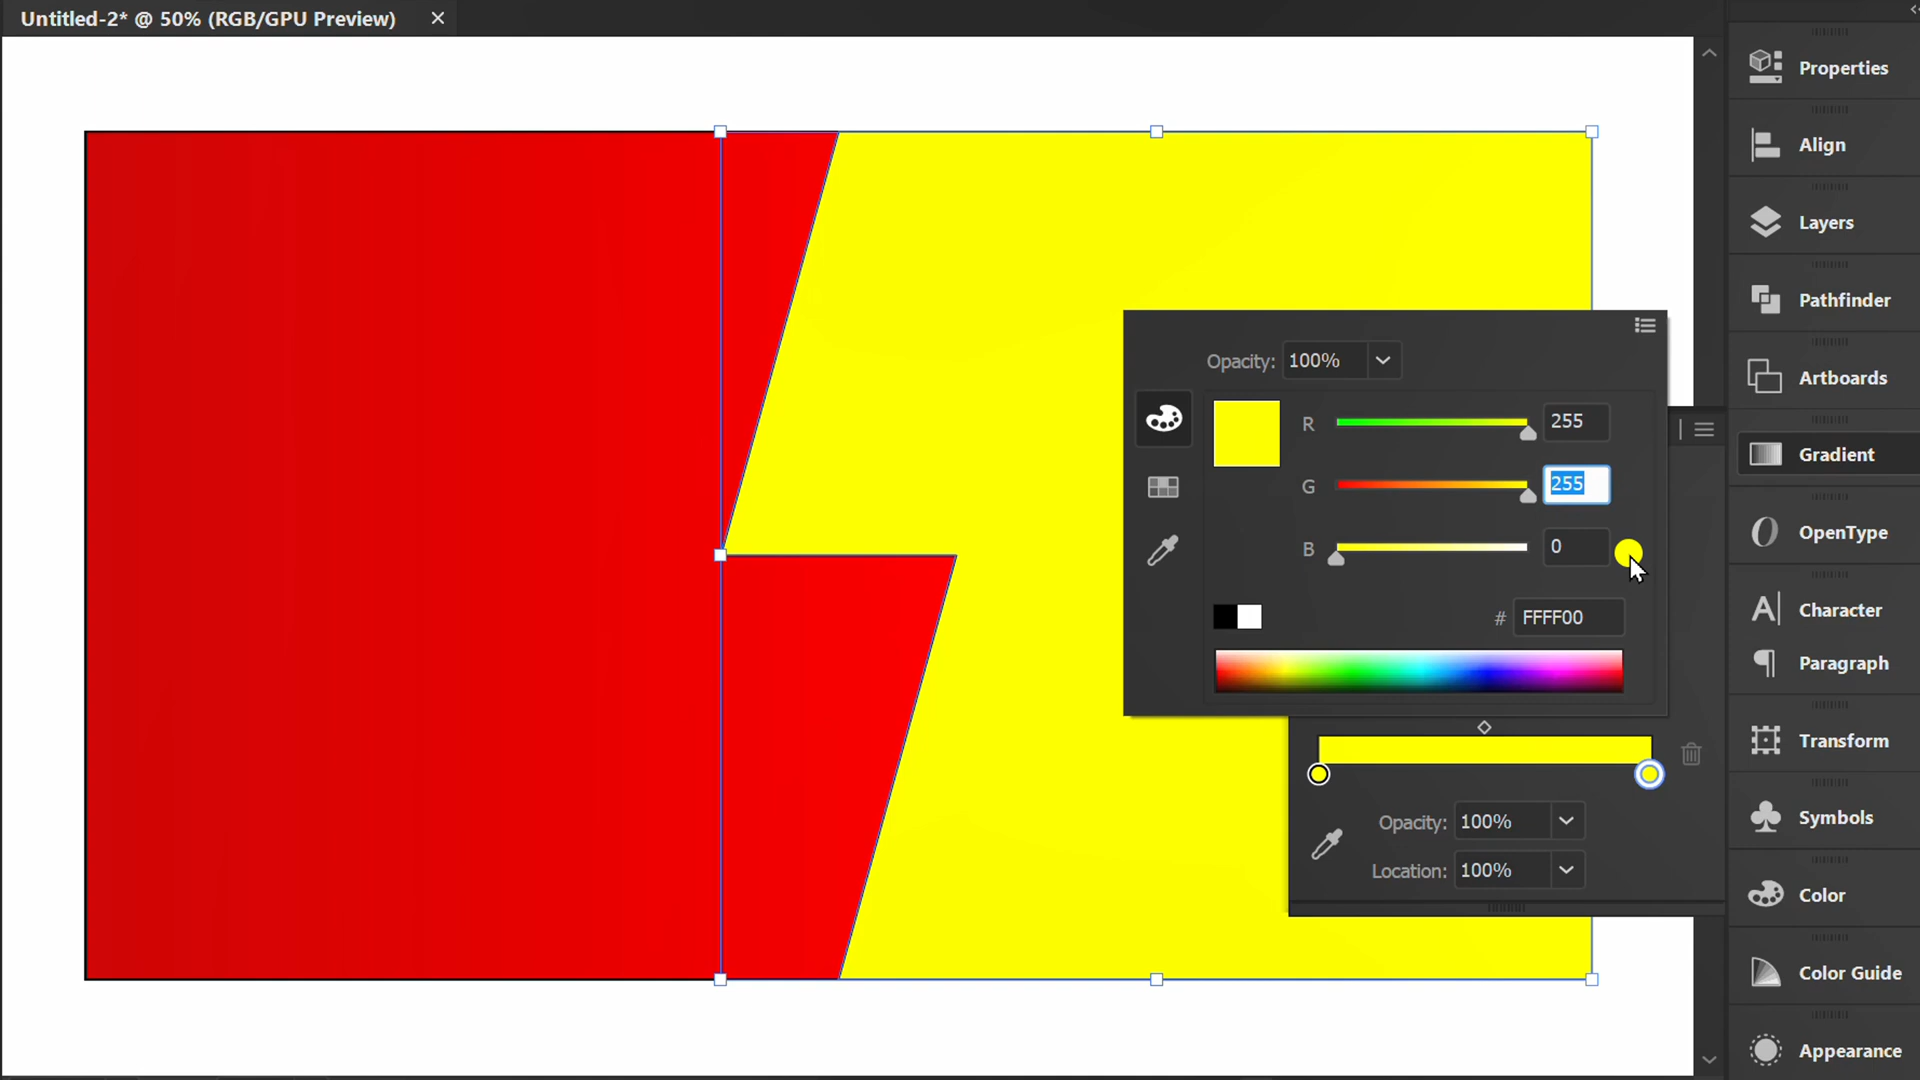 Untitled-2* @ 50% (RGB/GPU Preview) ×
Properties
Align
Layers
Pathfinder
Artboards
Gradient
OpenType
Character
Paragraph
Transform
Symbols
Color
Color Guide
Appearance
Opacity: 100%
R 255
G 255
B 0
# FFFF00
Opacity: 100%
Location: 100%